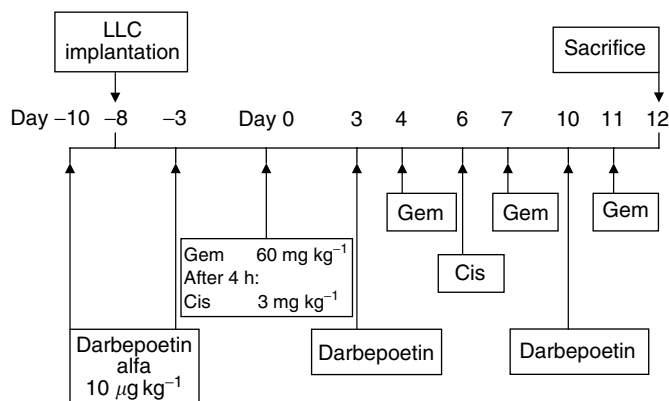 LLC
implantation
Sacrifice
Day −10 −8 −3 Day 0 3 4 6 7 10 11 12
Gem Gem Gem
Gem 60 mg kg⁻¹
After 4 h:
Cis 3 mg kg⁻¹
Cis
Darbepoetin
alfa
10 μg kg⁻¹
Darbepoetin Darbepoetin